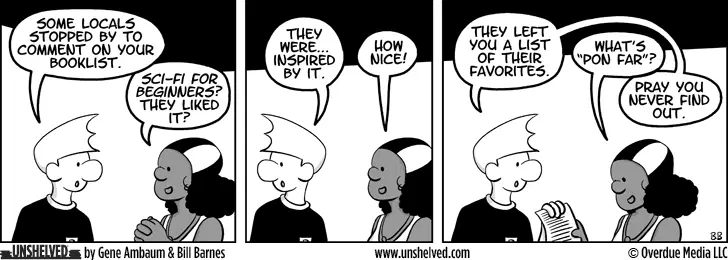 SOME LOCALS
STOPPED BY TO
COMMENT ON YOUR
BOOKLIST.
SCI-FI FOR
BEGINNERS?
THEY LIKED
IT?
THEY
WERE...
INSPIRED
BY IT.
HOW
NICE!
THEY LEFT
YOU A LIST
OF THEIR
FAVORITES.
WHAT'S
"PON FAR"?
PRAY YOU
NEVER FIND
OUT.
BB
UNSHELVED by Gene Ambaum & Bill Barnes
www.unshelved.com
© Overdue Media LLC